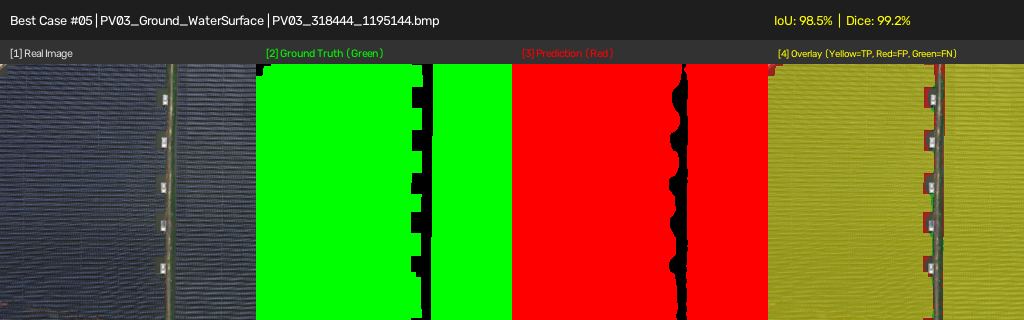 Best Case #05 | PV03_Ground_WaterSurface | PV03_318444_1195144.bmp
IoU: 98.5% | Dice: 99.2%
[1] Real Image
[2] Ground Truth (Green)
[3] Prediction (Red)
[4] Overlay (Yellow=TP, Red=FP, Green=FN)